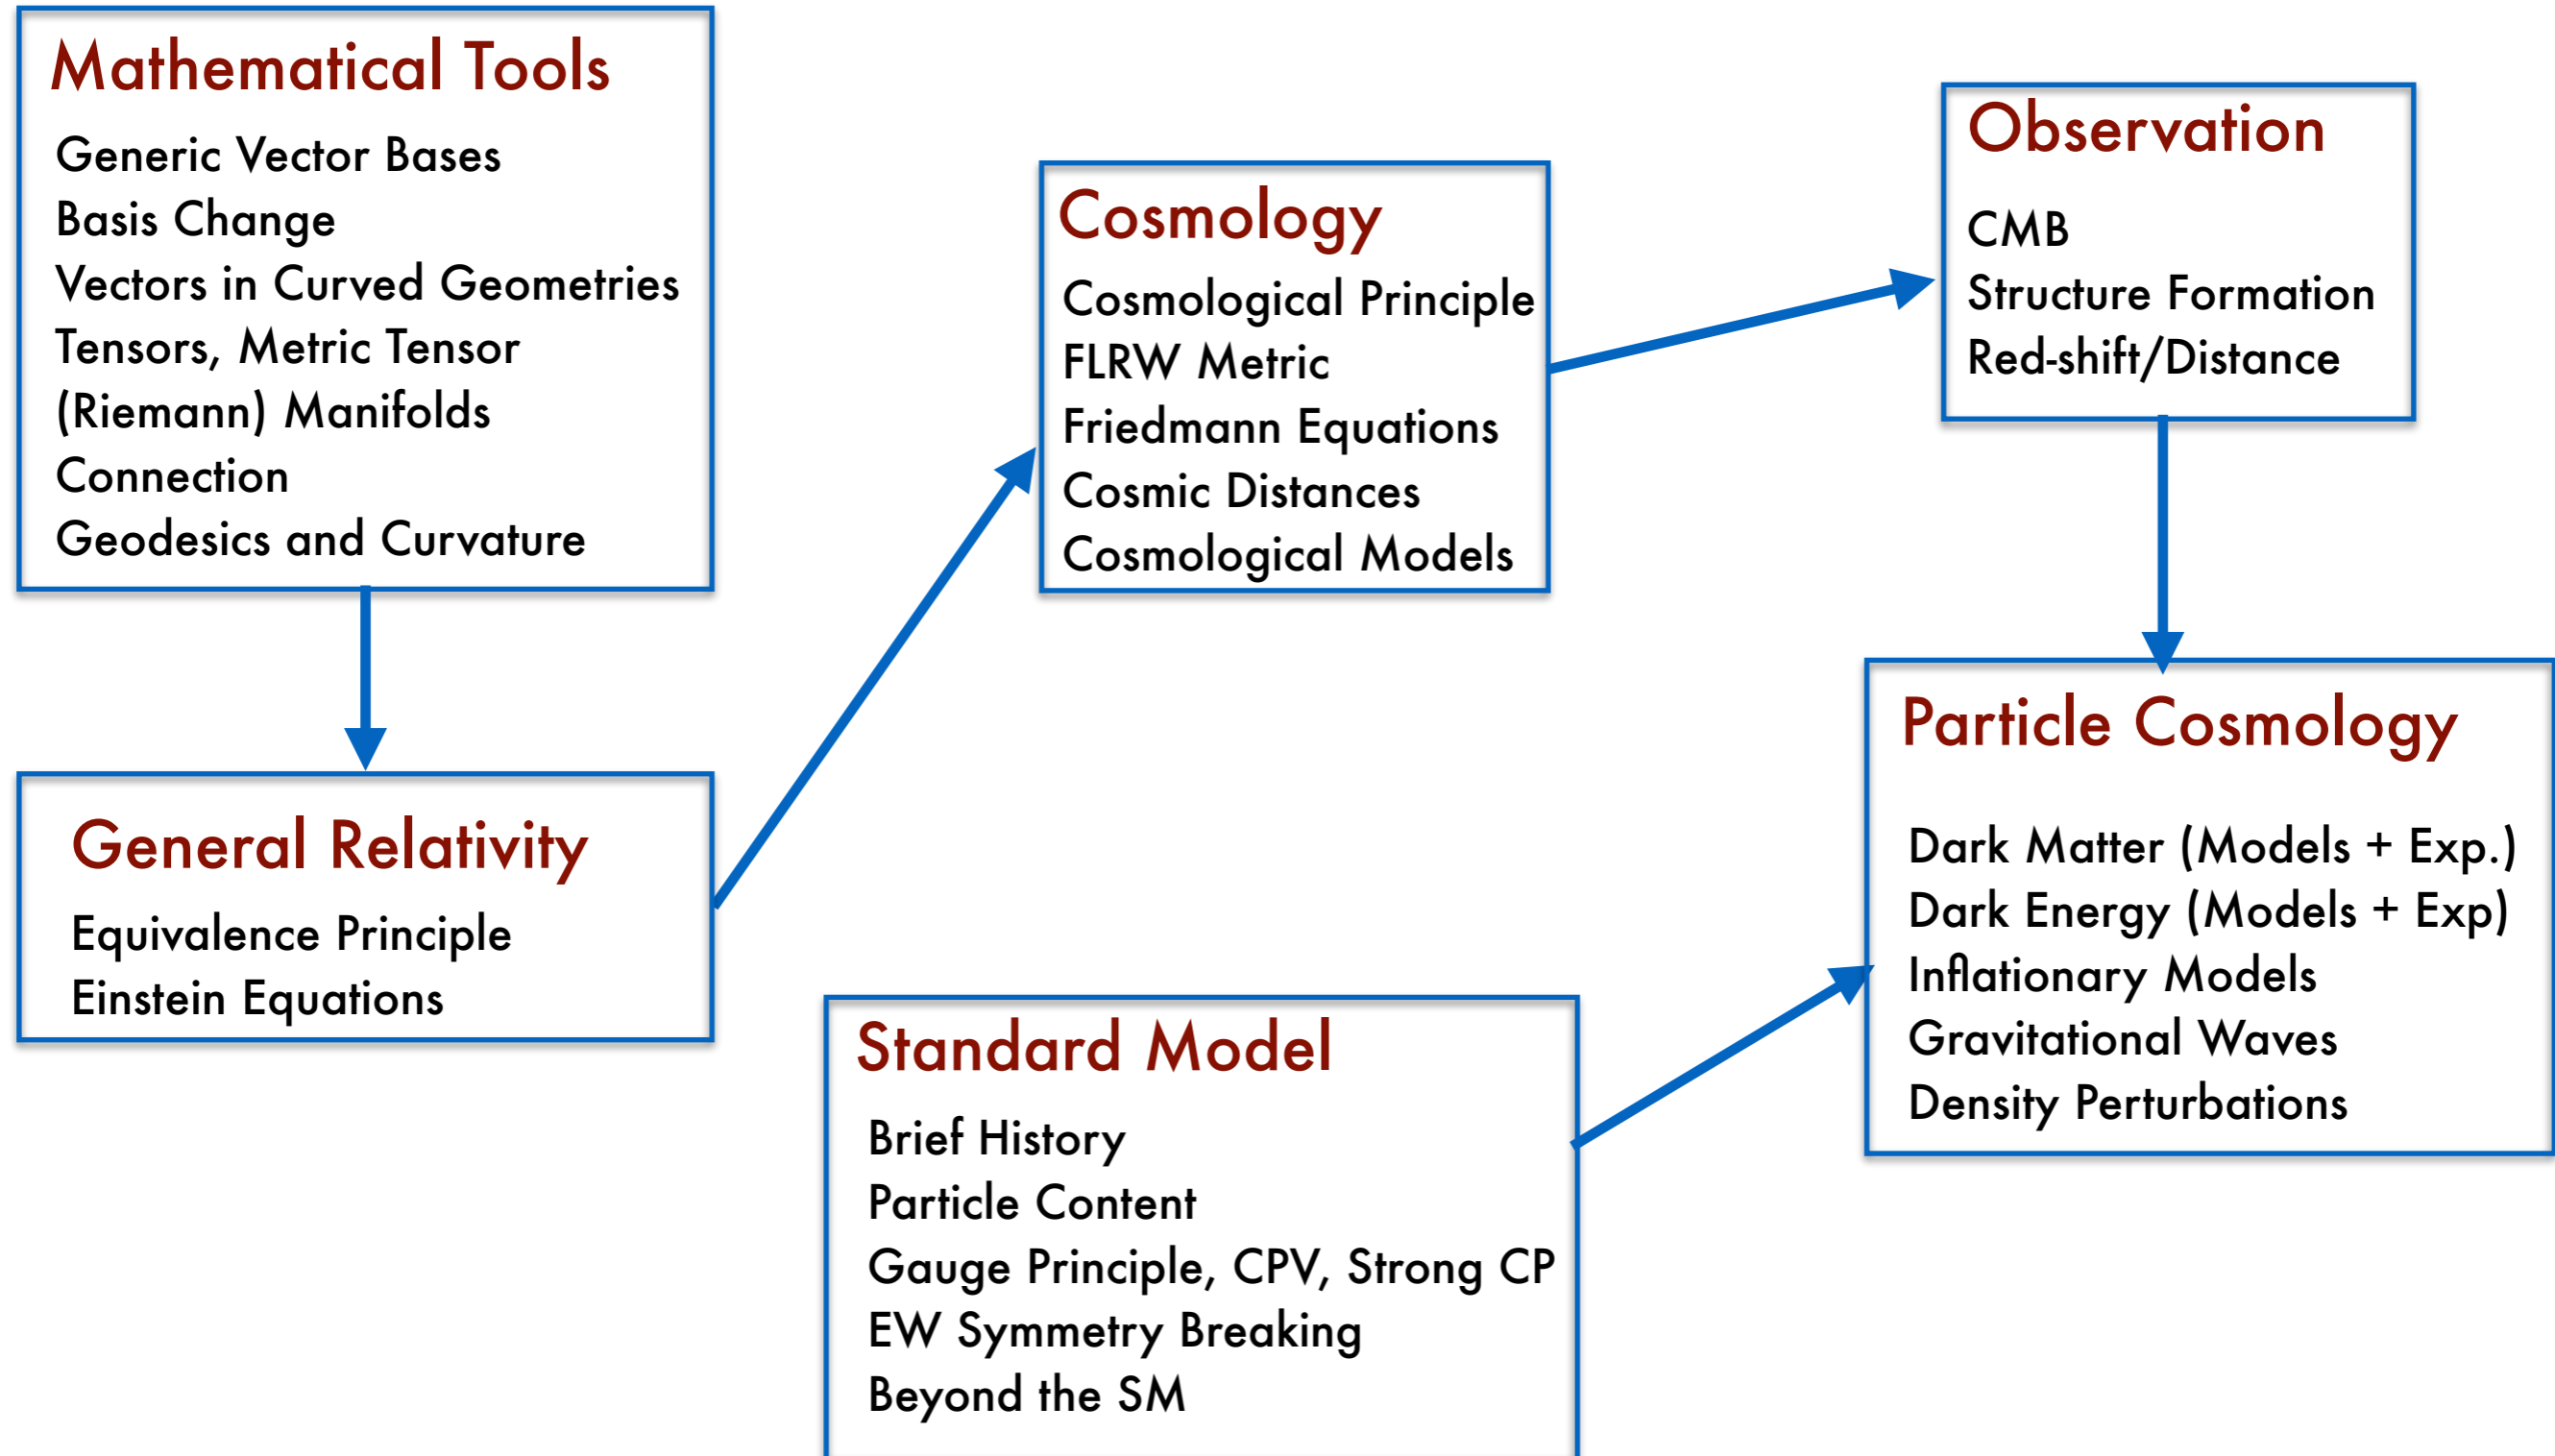 Mathematical Tools
Generic Vector Bases
Basis Change
Vectors in Curved Geometries
Tensors, Metric Tensor
(Riemann) Manifolds
Connection
Geodesics and Curvature
General Relativity
Equivalence Principle
Einstein Equations
Cosmology
Cosmological Principle
FLRW Metric
Friedmann Equations
Cosmic Distances
Cosmological Models
Observation
CMB
Structure Formation
Red-shift/Distance
Standard Model
Brief History
Particle Content
Gauge Principle, CPV, Strong CP
EW Symmetry Breaking
Beyond the SM
Particle Cosmology
Dark Matter (Models + Exp.)
Dark Energy (Models + Exp)
Inflationary Models
Gravitational Waves
Density Perturbations